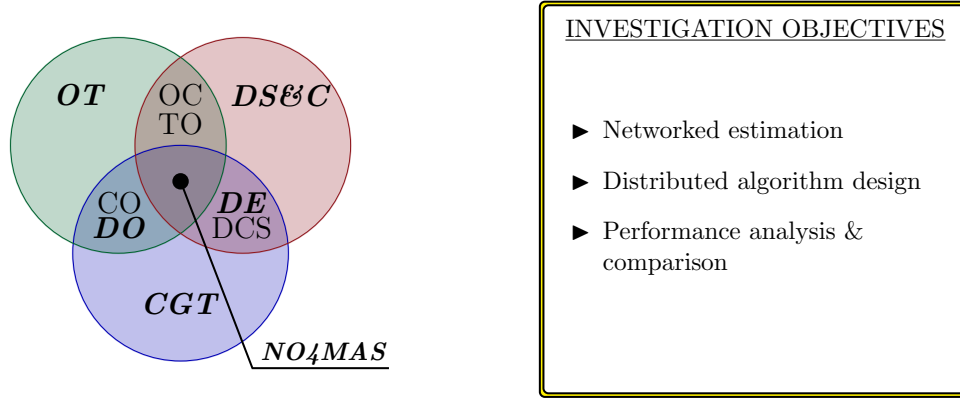 OT
OC
TO
DS&C
CO
DO
DE
DCS
CGT
NO4MAS
INVESTIGATION OBJECTIVES
▶ Networked estimation
▶ Distributed algorithm design
▶ Performance analysis &
comparison